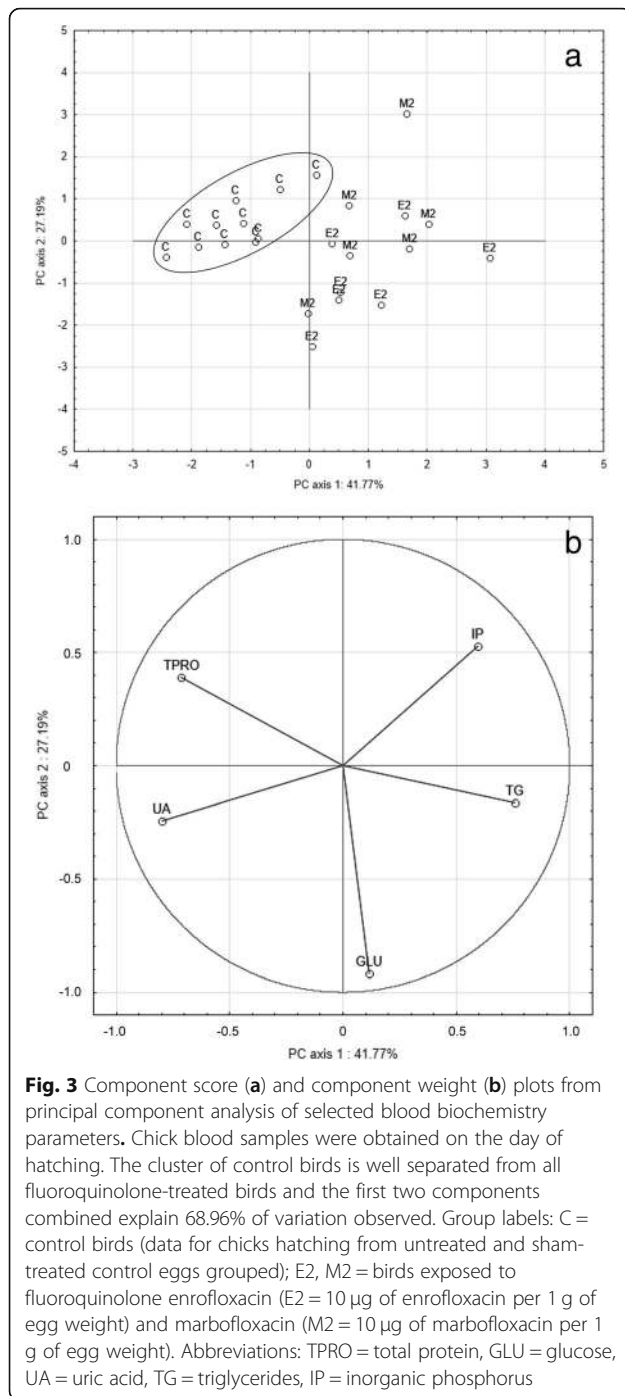 a
5
4
3
2
1
0
-1
-2
-3
-4
-5
M2
C
C
C
M2
E2
M2
C C C
C
E2
C
C
C C
M2
M2
E2
C
E2
E2
M2
E2
E2
-4 -3 -2 -1 0 1 2 3 4 5
PC axis 1: 41.77%
PC axis 2: 27.19%
b
1.0
0.5
0
-0.5
-1.0
IP
TPRO
TG
UA
GLU
-1.0 -0.5 0 0.5 1.0
PC axis 1 : 41.77%
PC axis 2 : 27.19%
Fig. 3 Component score (a) and component weight (b) plots from
principal component analysis of selected blood biochemistry
parameters. Chick blood samples were obtained on the day of
hatching. The cluster of control birds is well separated from all
fluoroquinolone-treated birds and the first two components
combined explain 68.96% of variation observed. Group labels: C =
control birds (data for chicks hatching from untreated and sham-
treated control eggs grouped); E2, M2 = birds exposed to
fluoroquinolone enrofloxacin (E2 = 10 μg of enrofloxacin per 1 g of
egg weight) and marbofloxacin (M2 = 10 μg of marbofloxacin per 1
g of egg weight). Abbreviations: TPRO = total protein, GLU = glucose,
UA = uric acid, TG = triglycerides, IP = inorganic phosphorus